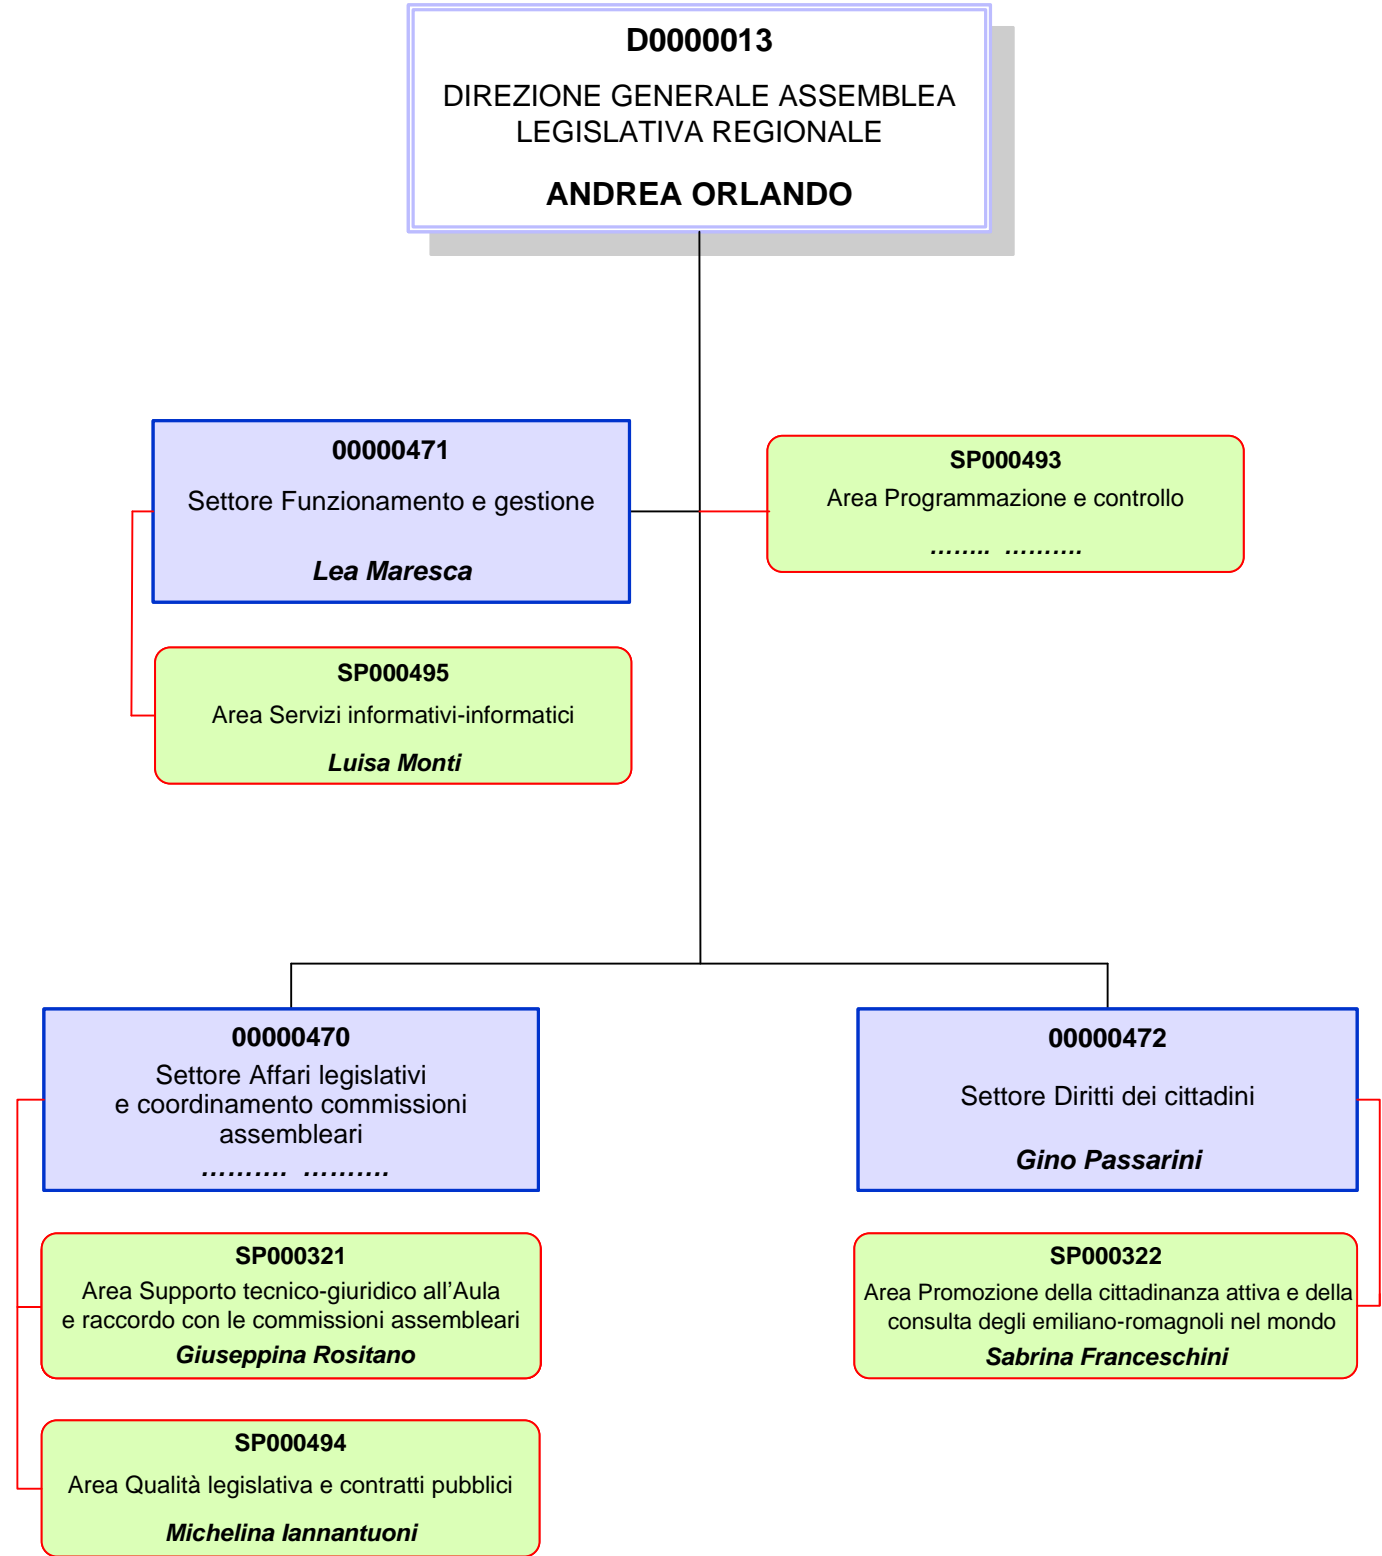 D0000013
DIREZIONE GENERALE ASSEMBLEA
LEGISLATIVA REGIONALE
ANDREA ORLANDO
00000471
Settore Funzionamento e gestione
Lea Maresca
SP000493
Area Programmazione e controllo
…….. ……….
SP000495
Area Servizi informativi-informatici
Luisa Monti
00000470
Settore Affari legislativi
e coordinamento commissioni
assembleari
………. ……….
00000472
Settore Diritti dei cittadini
Gino Passarini
SP000321
Area Supporto tecnico-giuridico all’Aula
e raccordo con le commissioni assembleari
Giuseppina Rositano
SP000322
Area Promozione della cittadinanza attiva e della
consulta degli emiliano-romagnoli nel mondo
Sabrina Franceschini
SP000494
Area Qualità legislativa e contratti pubblici
Michelina Iannantuoni